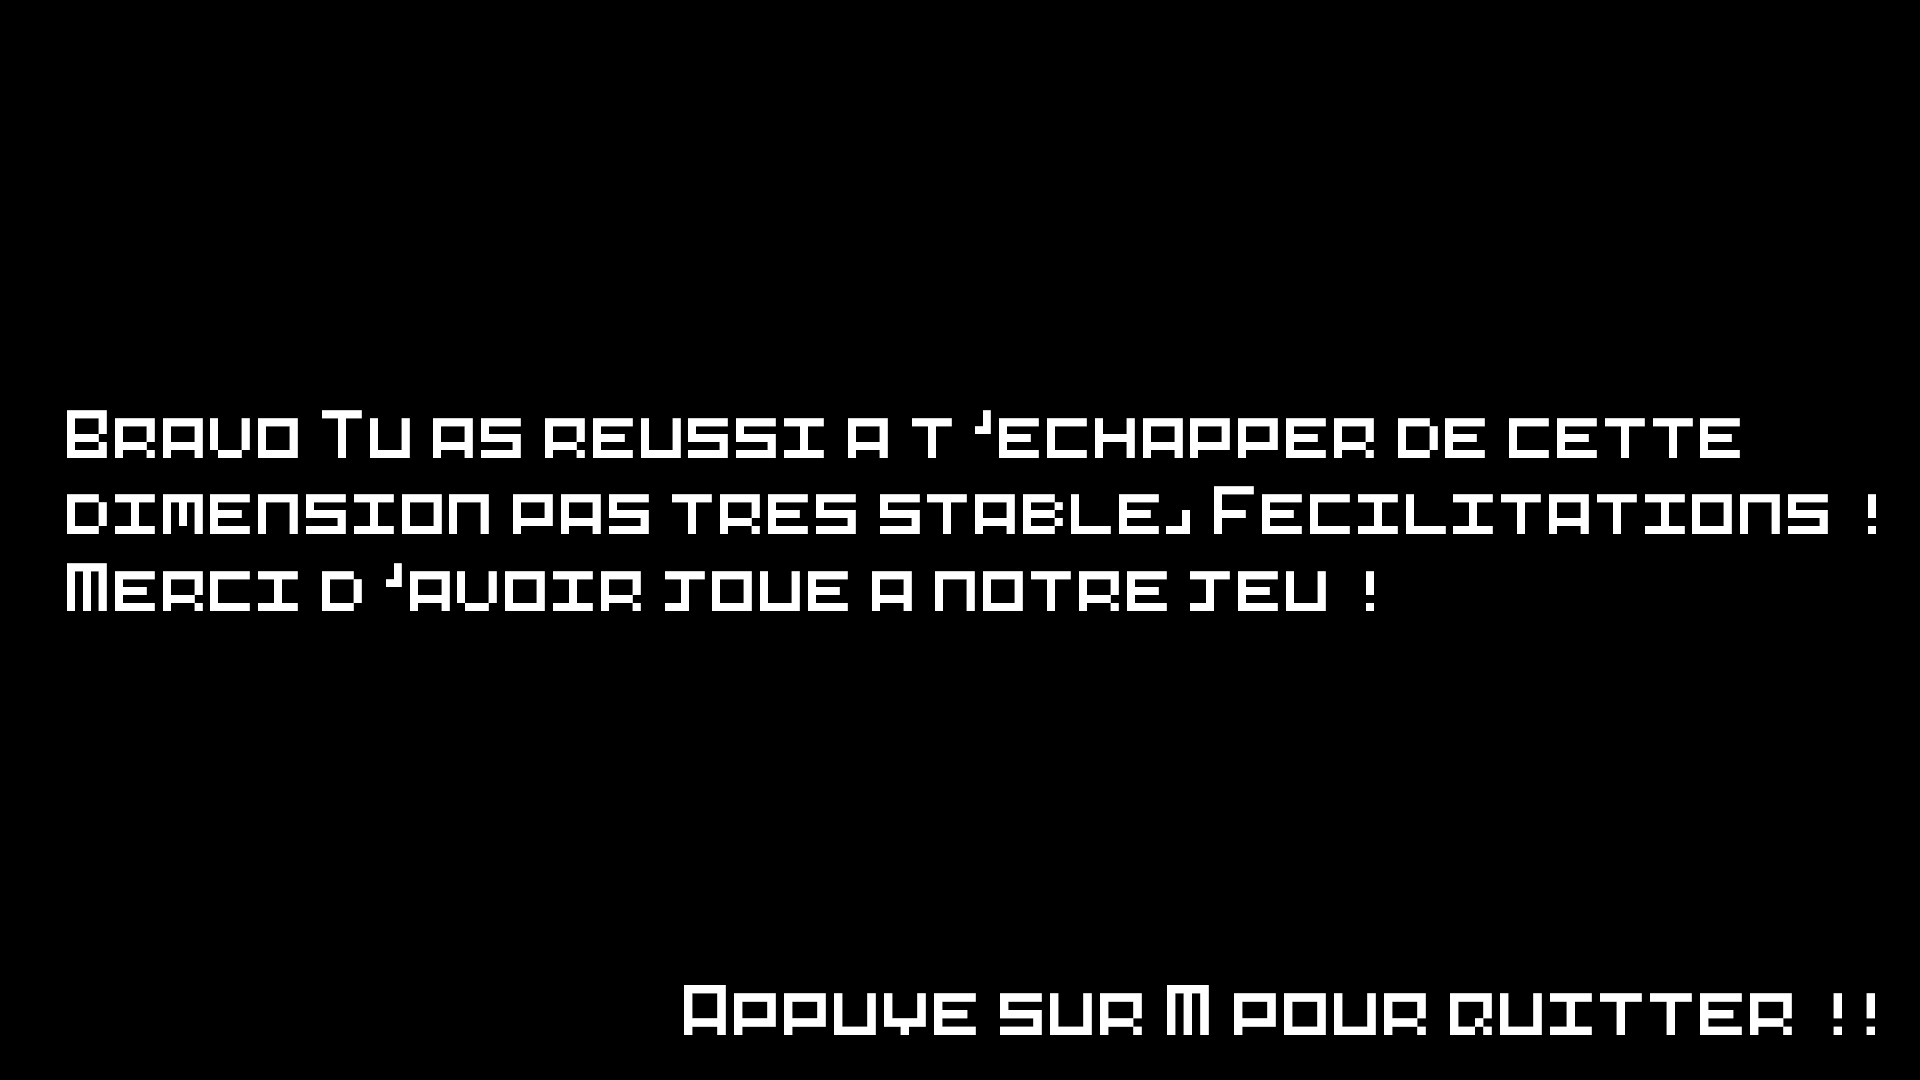 Bravo Tu as reussi a t 'echapper de cette
dimension pas tres stable, Fecilitations !
Merci d 'avoir joue a notre jeu !
Appuye sur M pour quitter !!